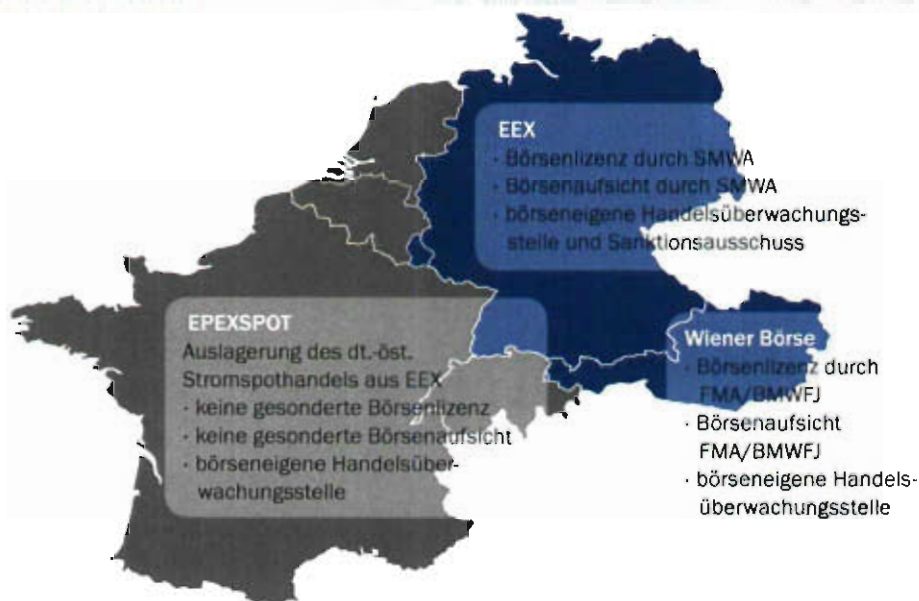 EEX
· Börsenlizenz durch SMWA
· Börsenaufsicht durch SMWA
· börseneigene Handelsüberwachungs-
stelle und Sanktionsausschuss
EPEXSPOT
Auslagerung des dt.-öst.
Stromspothandels aus EEX
· keine gesonderte Börsenlizenz
· keine gesonderte Börsenaufsicht
· börseneigene Handelsüber-
wachungsstelle
Wiener Börse
· Börsenlizenz durch
FMA/BMWFJ
· Börsenaufsicht
FMA/BMWFJ
· börseneigene Handels-
überwachungsstelle